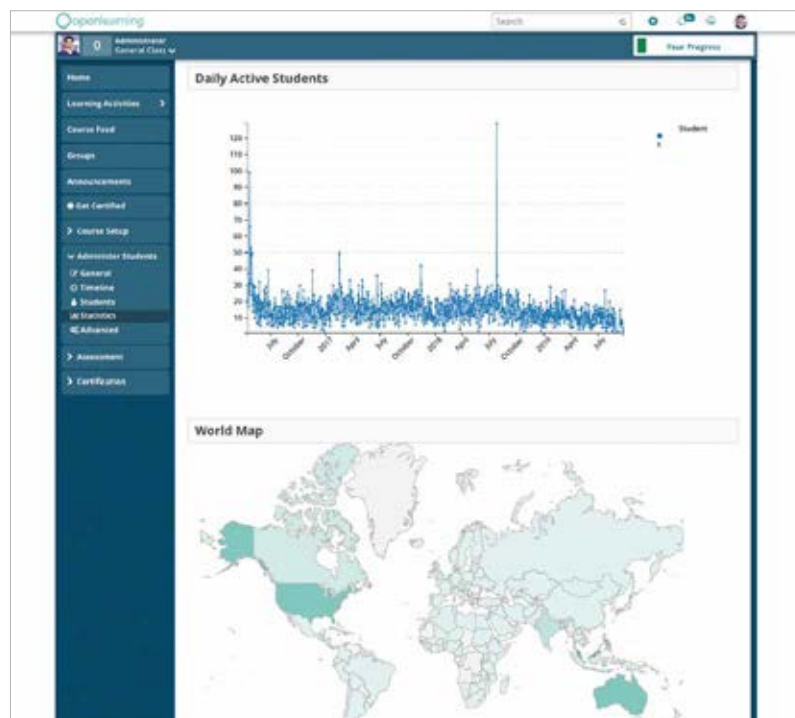 openlearning
Search
0
Administrator
General Class
Your Progress
Home
Learning Activities
Course Feed
Groups
Announcements
Get Certified
Course Setup
Administer Students
General
Timeline
Students
Statistics
Advanced
Assessment
Certification
Daily Active Students
120
110
100
90
80
70
60
50
40
30
20
10
July
October
2017
April
July
October
2018
April
July
October
2019
April
July
Student
World Map